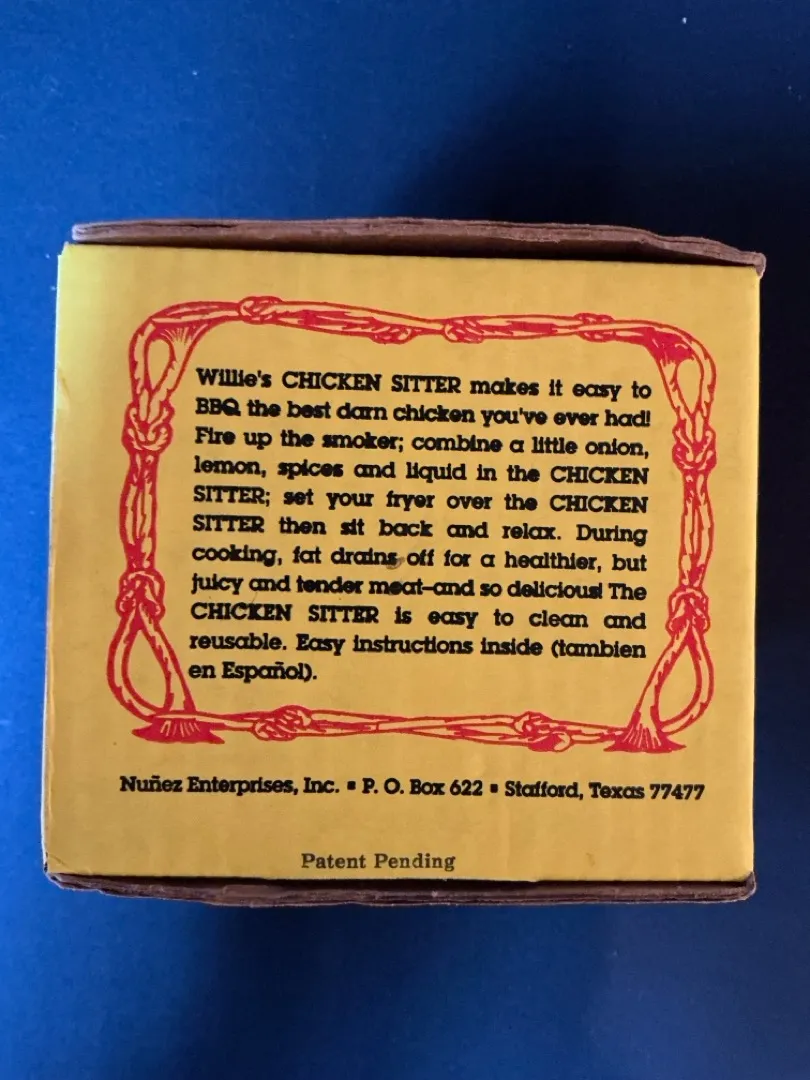 Willie's CHICKEN SITTER makes it easy to
BBQ the best darn chicken you've ever had!
Fire up the smoker; combine a little onion,
lemon, spices and liquid in the CHICKEN
SITTER; set your fryer over the CHICKEN
SITTER then sit back and relax. During
cooking, fat drains off for a healthier, but
juicy and tender meat–and so delicious! The
CHICKEN SITTER is easy to clean and
reusable. Easy instructions inside (tambien
en Español).
Nuñez Enterprises, Inc. ▪ P. O. Box 622 ▪ Stafford, Texas 77477
Patent Pending